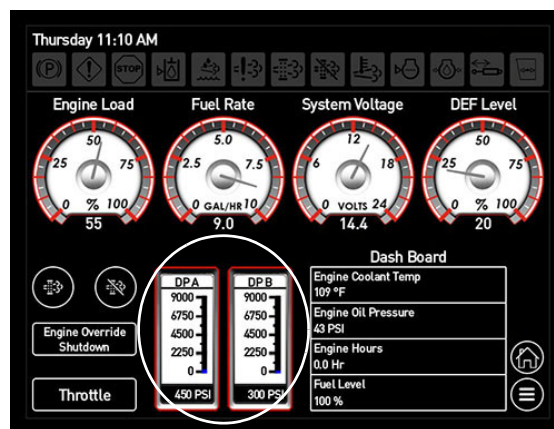 Thursday 11:10 AM
(P)
STOP
Engine Load
Fuel Rate
System Voltage
DEF Level
25 50 75
0 % 100
55
2.5 5.0 7.5
0 GAL/HR 10
9.0
6 12 18
0 VOLTS 24
14.4
25 50 75
0 % 100
20
Dash Board
Engine Coolant Temp
109 °F
Engine Oil Pressure
43 PSI
Engine Hours
0.0 Hr
Fuel Level
100 %
DPA
9000
6750
4500
2250
0
450 PSI
DPB
9000
6750
4500
2250
0
300 PSI
Engine Override
Shutdown
Throttle